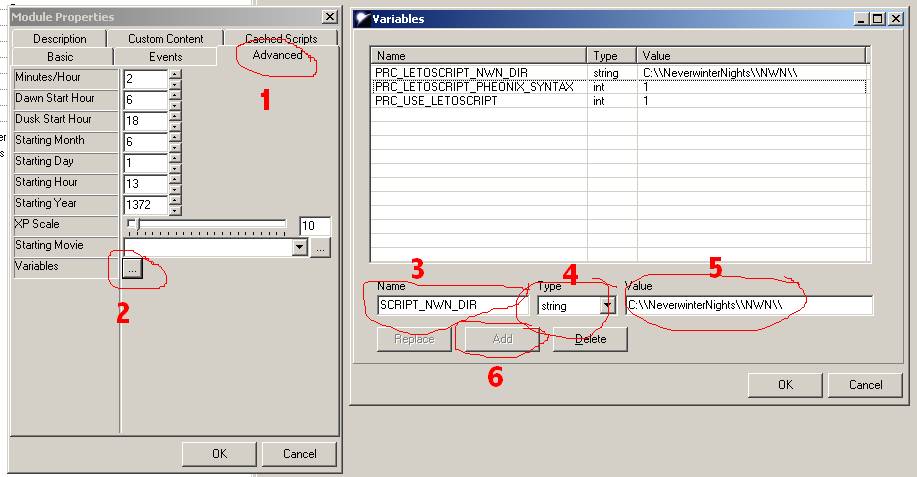 Module Properties
Description Custom Content Cached Scripts
Basic Events Advanced
1
Minutes/Hour 2
Dawn Start Hour 6
Dusk Start Hour 18
Starting Month 6
Starting Day 1
Starting Hour 13
Starting Year 1372
XP Scale 10
Starting Movie ...
Variables ...
2
OK Cancel
Variables
Name Type Value
PRC_LETOSCRIPT_NWN_DIR string C:\\NeverwinterNights\\NWN\\
PRC_LETOSCRIPT_PHEONIX_SYNTAX int 1
PRC_USE_LETOSCRIPT int 1
3 4 5
Name Type Value
SCRIPT_NWN_DIR string C:\\NeverwinterNights\\NWN\\
Replace Add Delete
6
OK Cancel
er
s